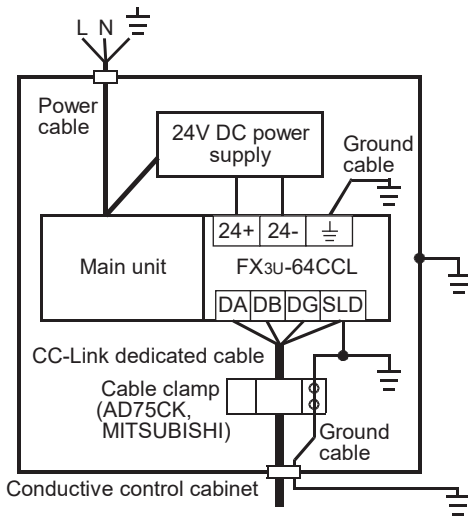 L N
Power
cable
24V DC power
supply
Ground
cable
24+ 24-
Main unit
FX3U-64CCL
DA DB DG SLD
CC-Link dedicated cable
Cable clamp
(AD75CK,
MITSUBISHI)
Ground
cable
Conductive control cabinet